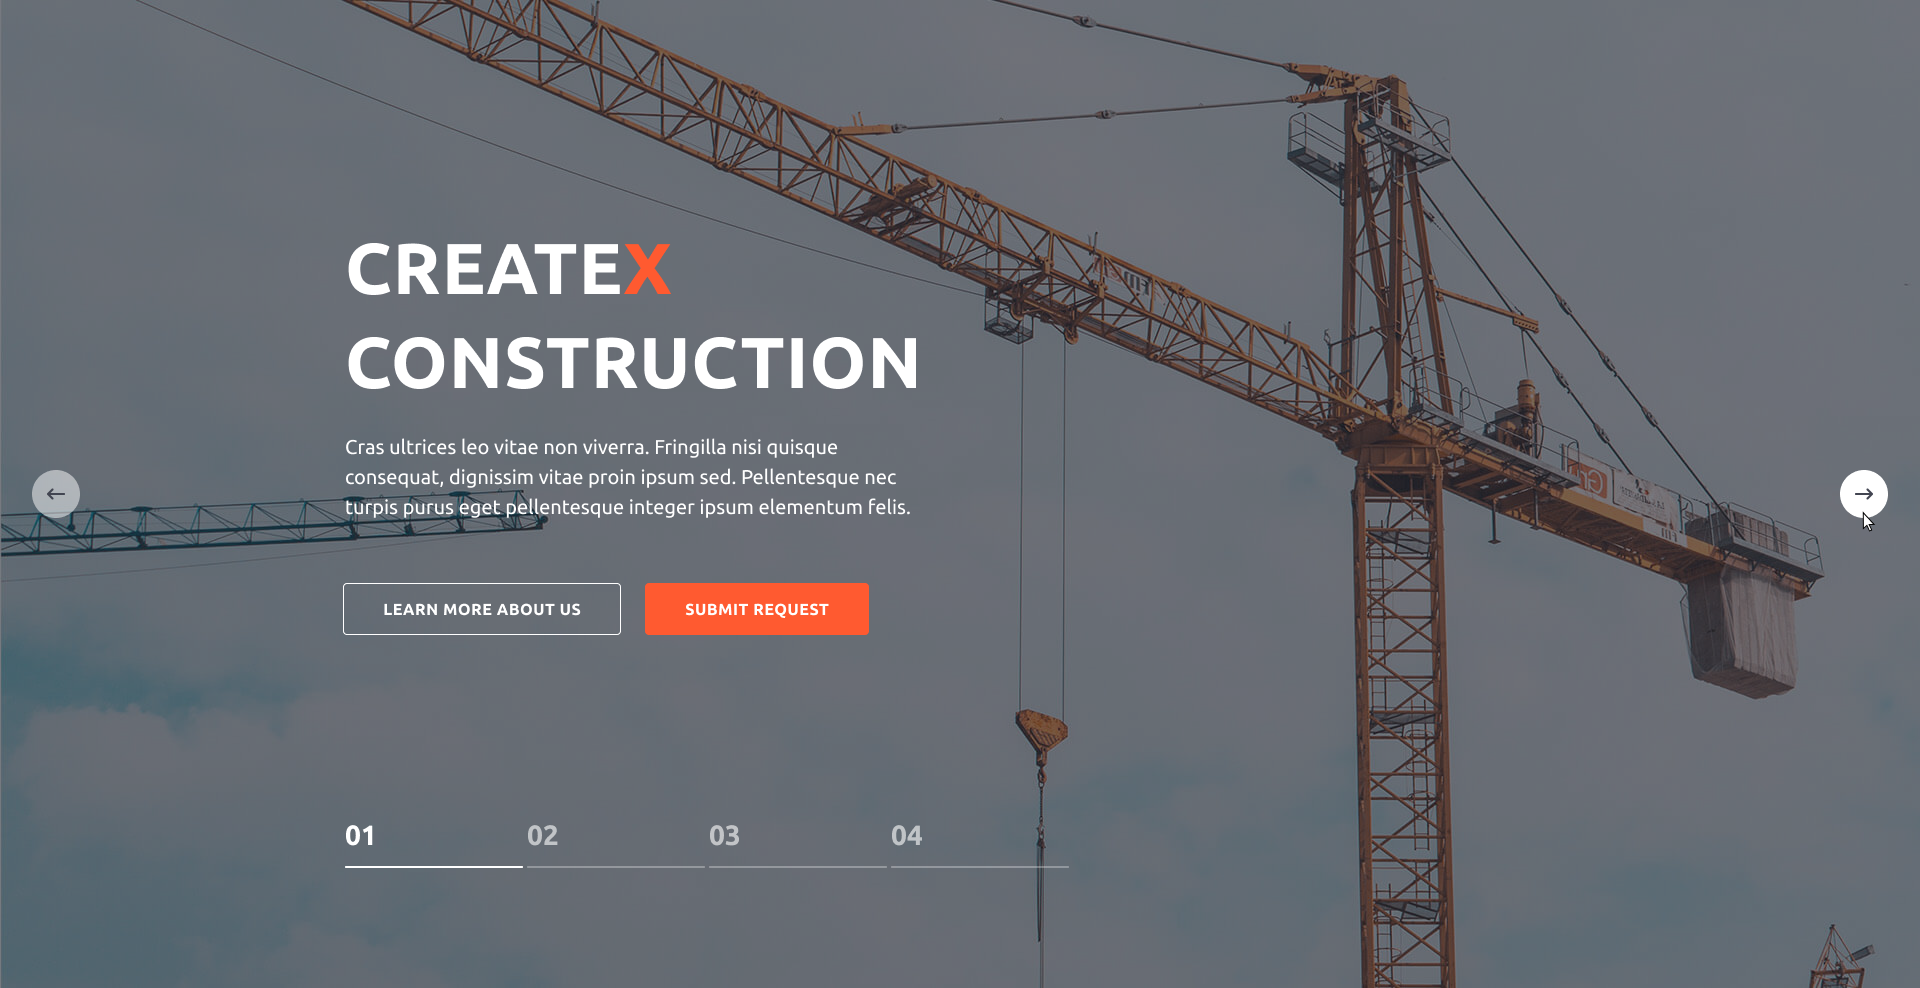 CREATEX
CONSTRUCTION
Cras ultrices leo vitae non viverra. Fringilla nisi quisque
consequat, dignissim vitae proin ipsum sed. Pellentesque nec
turpis purus eget pellentesque integer ipsum elementum felis.
LEARN MORE ABOUT US
SUBMIT REQUEST
01
02
03
04